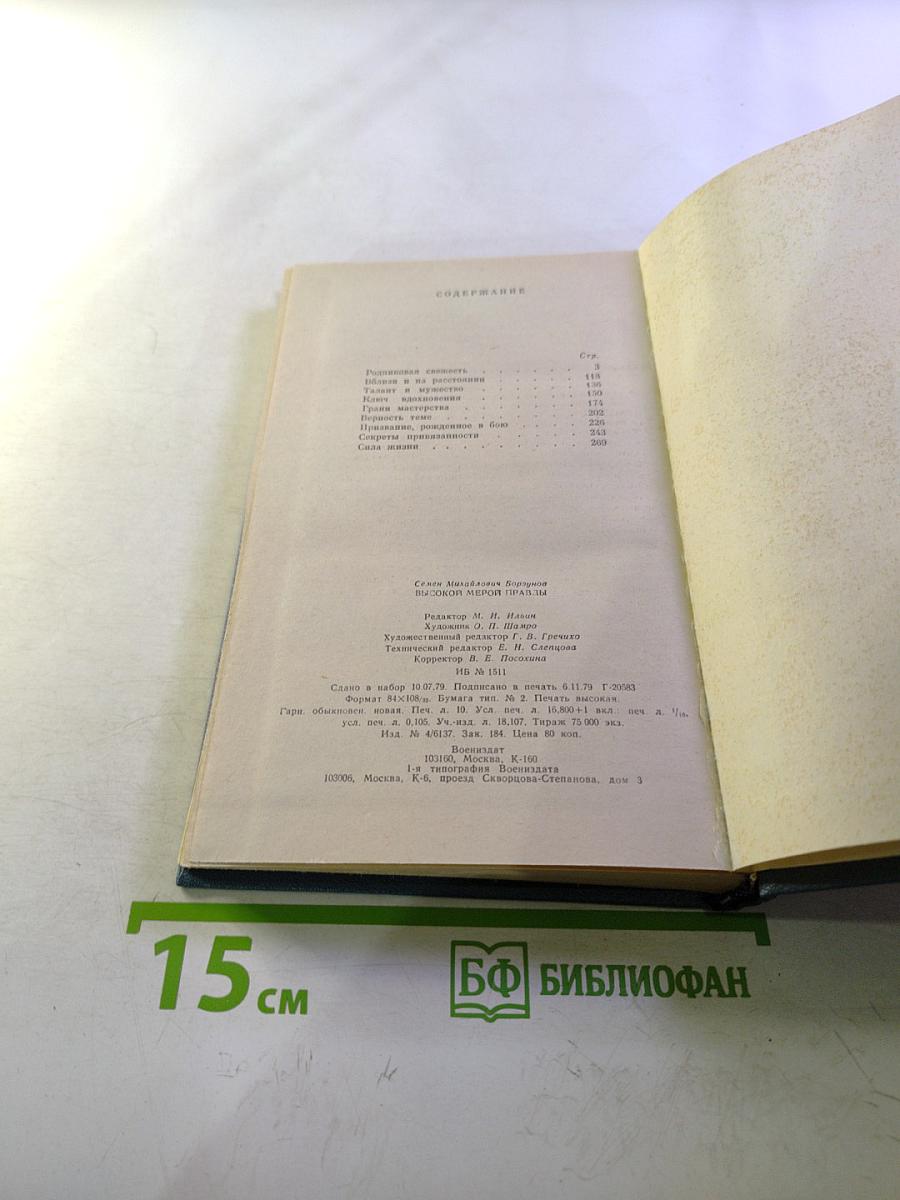 СОДЕРЖАНИЕ
Стр.
Родниковая свежесть . . . . . . 3
Вблизи и на расстоянии . . . . . 113
Талант и мужество . . . . . . 136
Ключ вдохновения . . . . . . 150
Грани мастерства . . . . . . . 174
Верность теме . . . . . . . . 202
Призвание, рожденное в бою . . . . 226
Секреты привязанности . . . . . 243
Сила жизни . . . . . . . . . 269
Семен Михайлович Борзунов
ВЫСОКОЙ МЕРОЙ ПРАВДЫ
Редактор М. И. Ильин
Художник О. П. Шамро
Художественный редактор Г. В. Гречихо
Технический редактор Е. Н. Слепцова
Корректор В. Е. Посохина
ИБ № 1511
Сдано в набор 10.07.79. Подписано в печать 6.11.79 Г-20583
Формат 84×108/32. Бумага тип. № 2. Печать высокая.
Гарн. обыкновен. новая. Печ. л. 10. Усл. печ. л. 16,800+1 вкл.: печ. л. 1/16,
усл. печ. л. 0,105. Уч.-изд. л. 18,107. Тираж 75 000 экз.
Изд. № 4/6137. Зак. 184. Цена 80 коп.
Воениздат
103160, Москва, К-160
1-я типография Воениздата
103006, Москва, К-6, проезд Скворцова-Степанова, дом 3
15 см
БФ БИБЛИОФАН